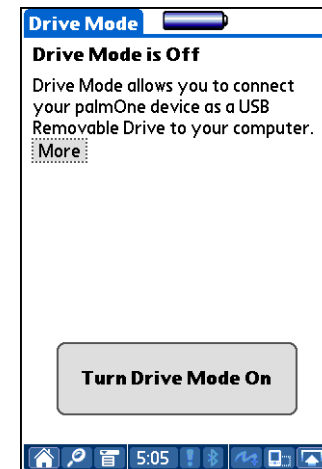 Drive Mode
Drive Mode is Off
Drive Mode allows you to connect
your palmOne device as a USB
Removable Drive to your computer.
More
Turn Drive Mode On
5:05